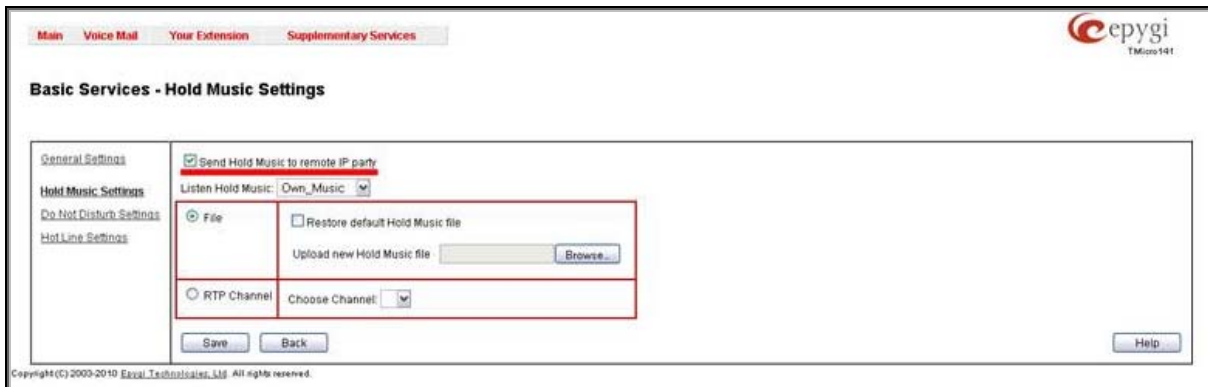 Main Voice Mail Your Extension Supplementary Services
epygi
TMicro141
Basic Services - Hold Music Settings
General Settings
Hold Music Settings
Do Not Disturb Settings
Hot Line Settings
Send Hold Music to remote IP party
Listen Hold Music: Own_Music
File
Restore default Hold Music file
Upload new Hold Music file Browse...
RTP Channel Choose Channel:
Save Back Help
Copyright (C) 2003-2010 Epygi Technologies, Ltd. All rights reserved.